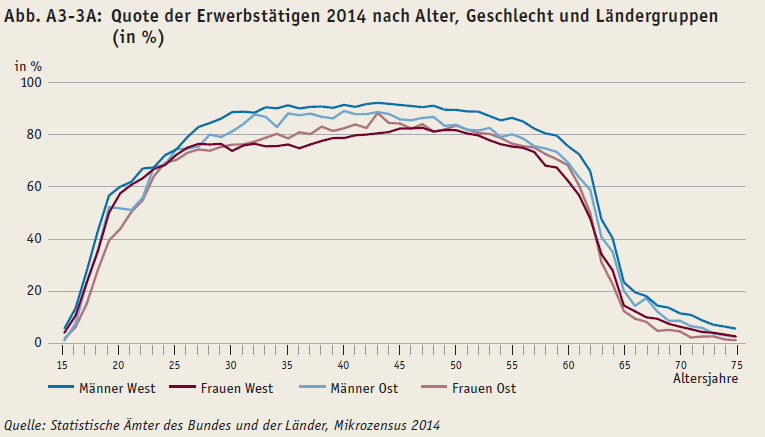 Abb. A3-3A: Quote der Erwerbstätigen 2014 nach Alter, Geschlecht und Ländergruppen
(in %)
in %
100
80
60
40
20
0
15 20 25 30 35 40 45 50 55 60 65 70 75
Altersjahre
Männer West Frauen West Männer Ost Frauen Ost
Quelle: Statistische Ämter des Bundes und der Länder, Mikrozensus 2014